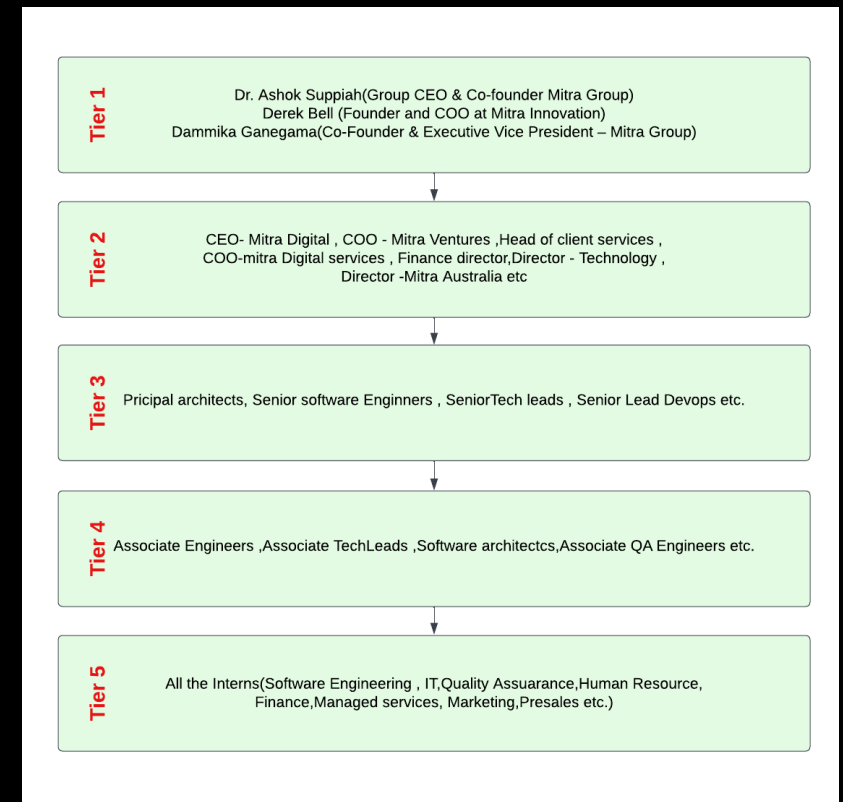 Tier 1
Dr. Ashok Suppiah(Group CEO & Co-founder Mitra Group)
Derek Bell (Founder and COO at Mitra Innovation)
Dammika Ganegama(Co-Founder & Executive Vice President – Mitra Group)
Tier 2
CEO- Mitra Digital , COO - Mitra Ventures ,Head of client services ,
COO-mitra Digital services , Finance director,Director - Technology ,
Director -Mitra Australia etc
Tier 3
Pricipal architects, Senior software Enginners , SeniorTech leads , Senior Lead Devops etc.
Tier 4
Associate Engineers ,Associate TechLeads ,Software architectcs,Associate QA Engineers etc.
Tier 5
All the Interns(Software Engineering , IT,Quality Assuarance,Human Resource,
Finance,Managed services, Marketing,Presales etc.)